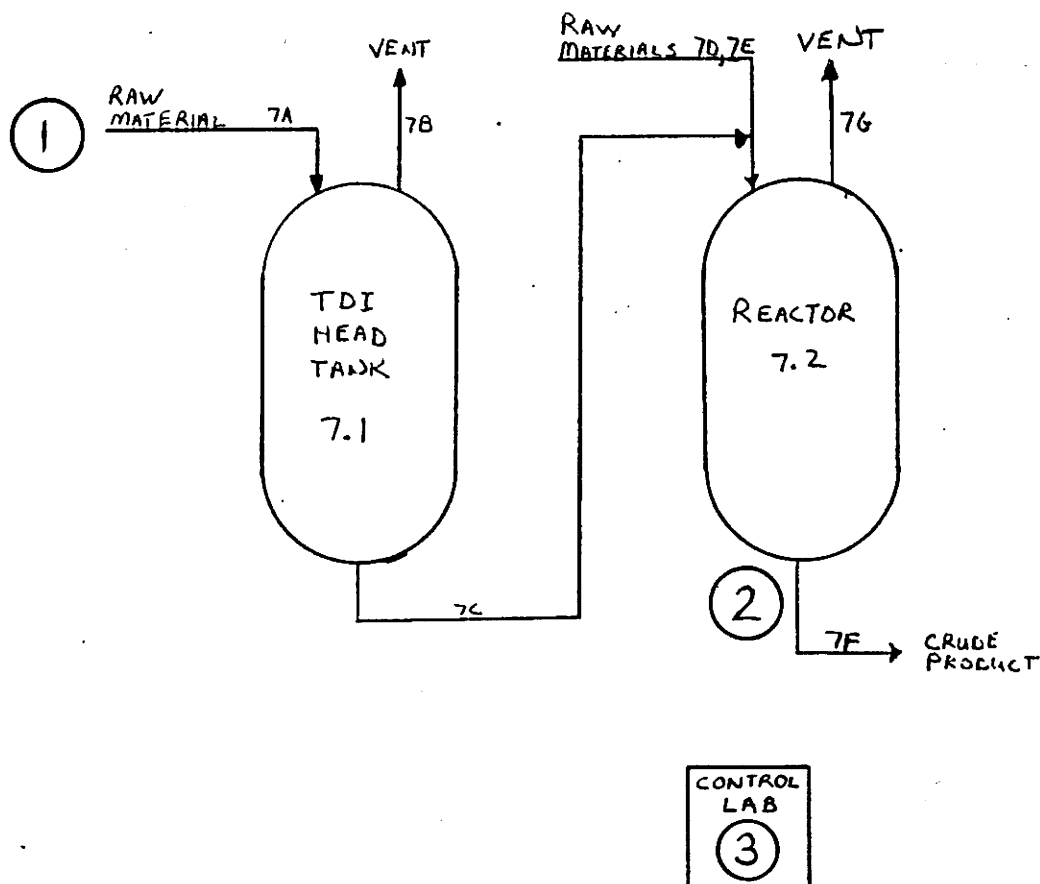 1
RAW
MATERIAL 7A
VENT
7B
TDI
HEAD
TANK
7.1
7C
RAW
MATERIALS 7D, 7E
VENT
7G
REACTOR
7.2
2
7F
CRUDE
PRODUCT
CONTROL
LAB
3